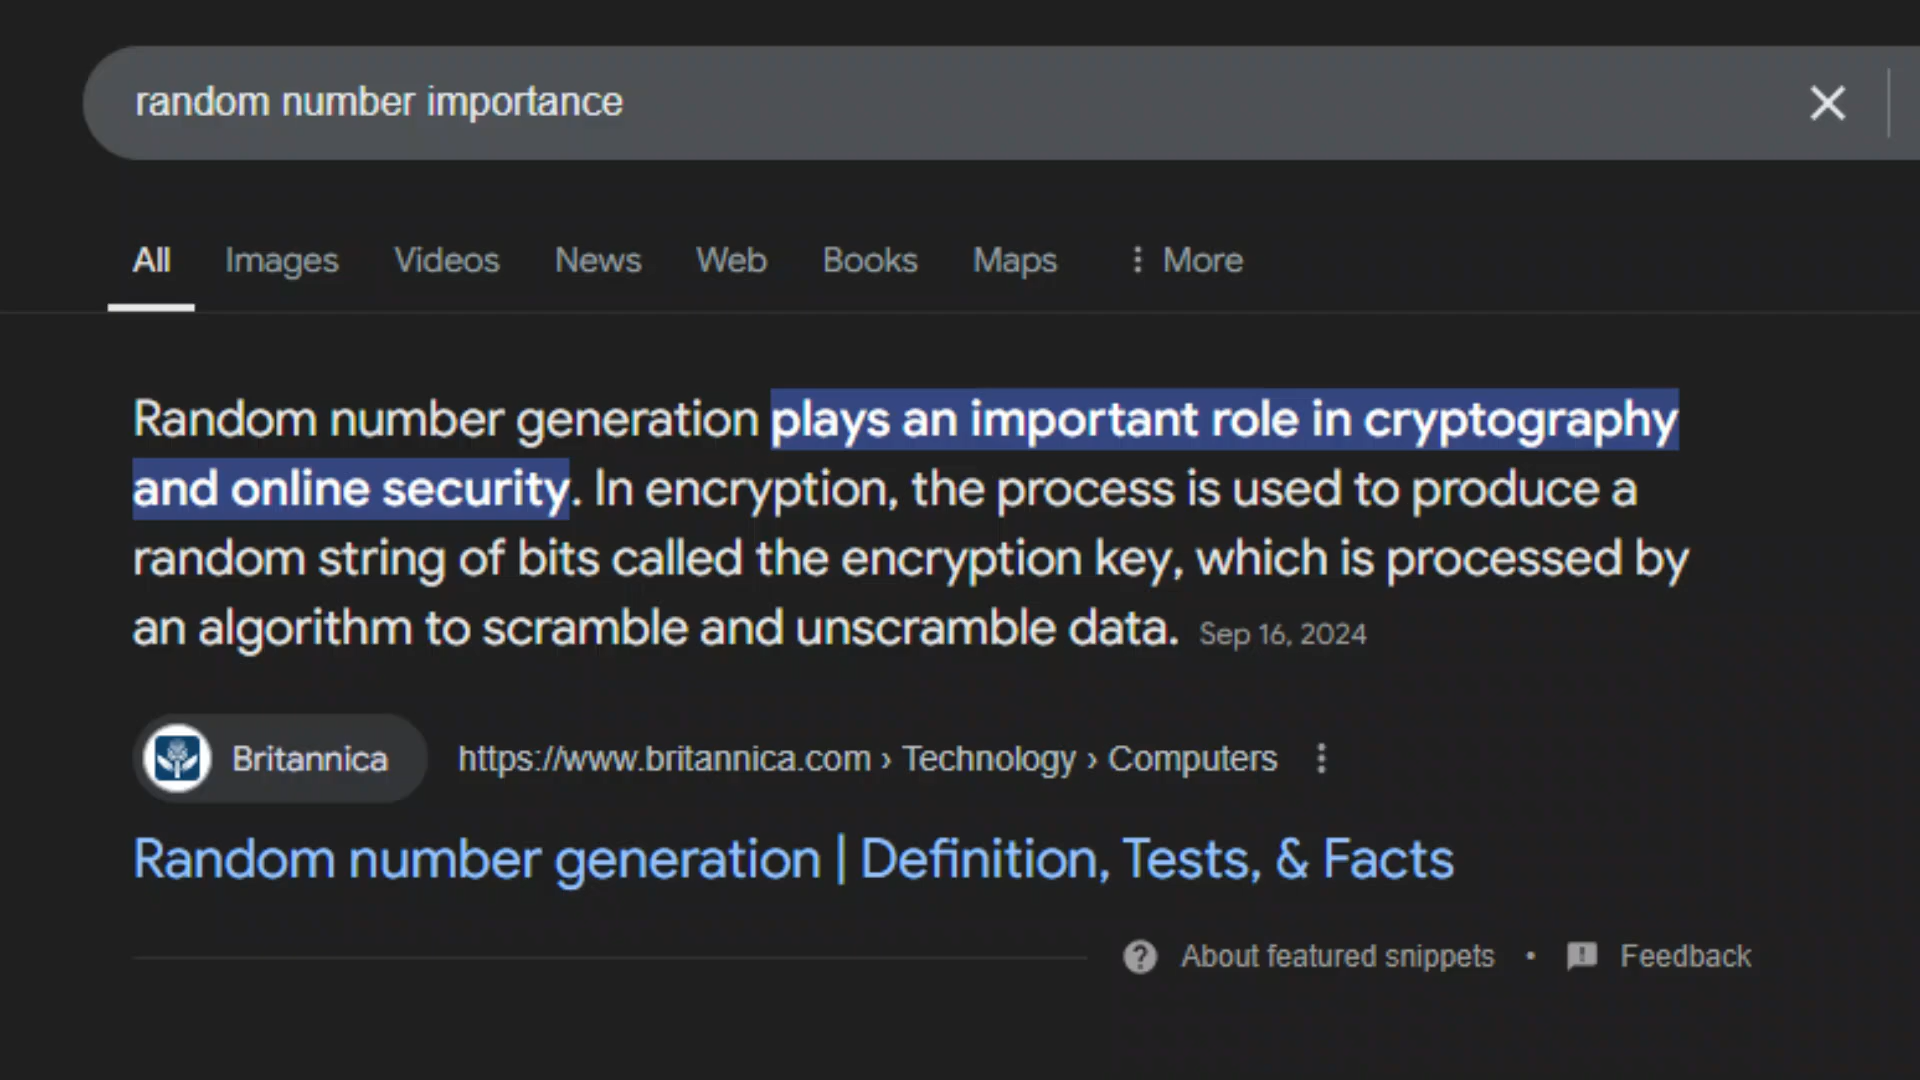 random number importance
All Images Videos News Web Books Maps More
Random number generation plays an important role in cryptography
and online security. In encryption, the process is used to produce a
random string of bits called the encryption key, which is processed by
an algorithm to scramble and unscramble data. Sep 16, 2024
Britannica https://www.britannica.com › Technology › Computers
Random number generation | Definition, Tests, & Facts
About featured snippets • Feedback